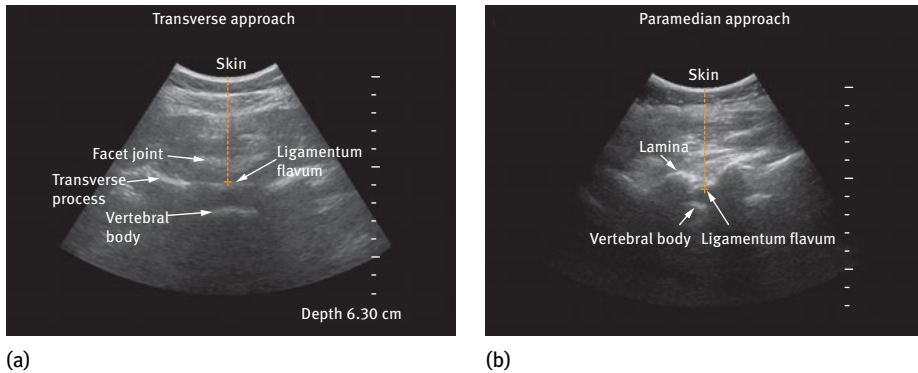 Transverse approach
Skin
Facet joint
Ligamentum
flavum
Transverse
process
Vertebral
body
Depth 6.30 cm
(a)
Paramedian approach
Skin
Lamina
Vertebral body
Ligamentum flavum
(b)